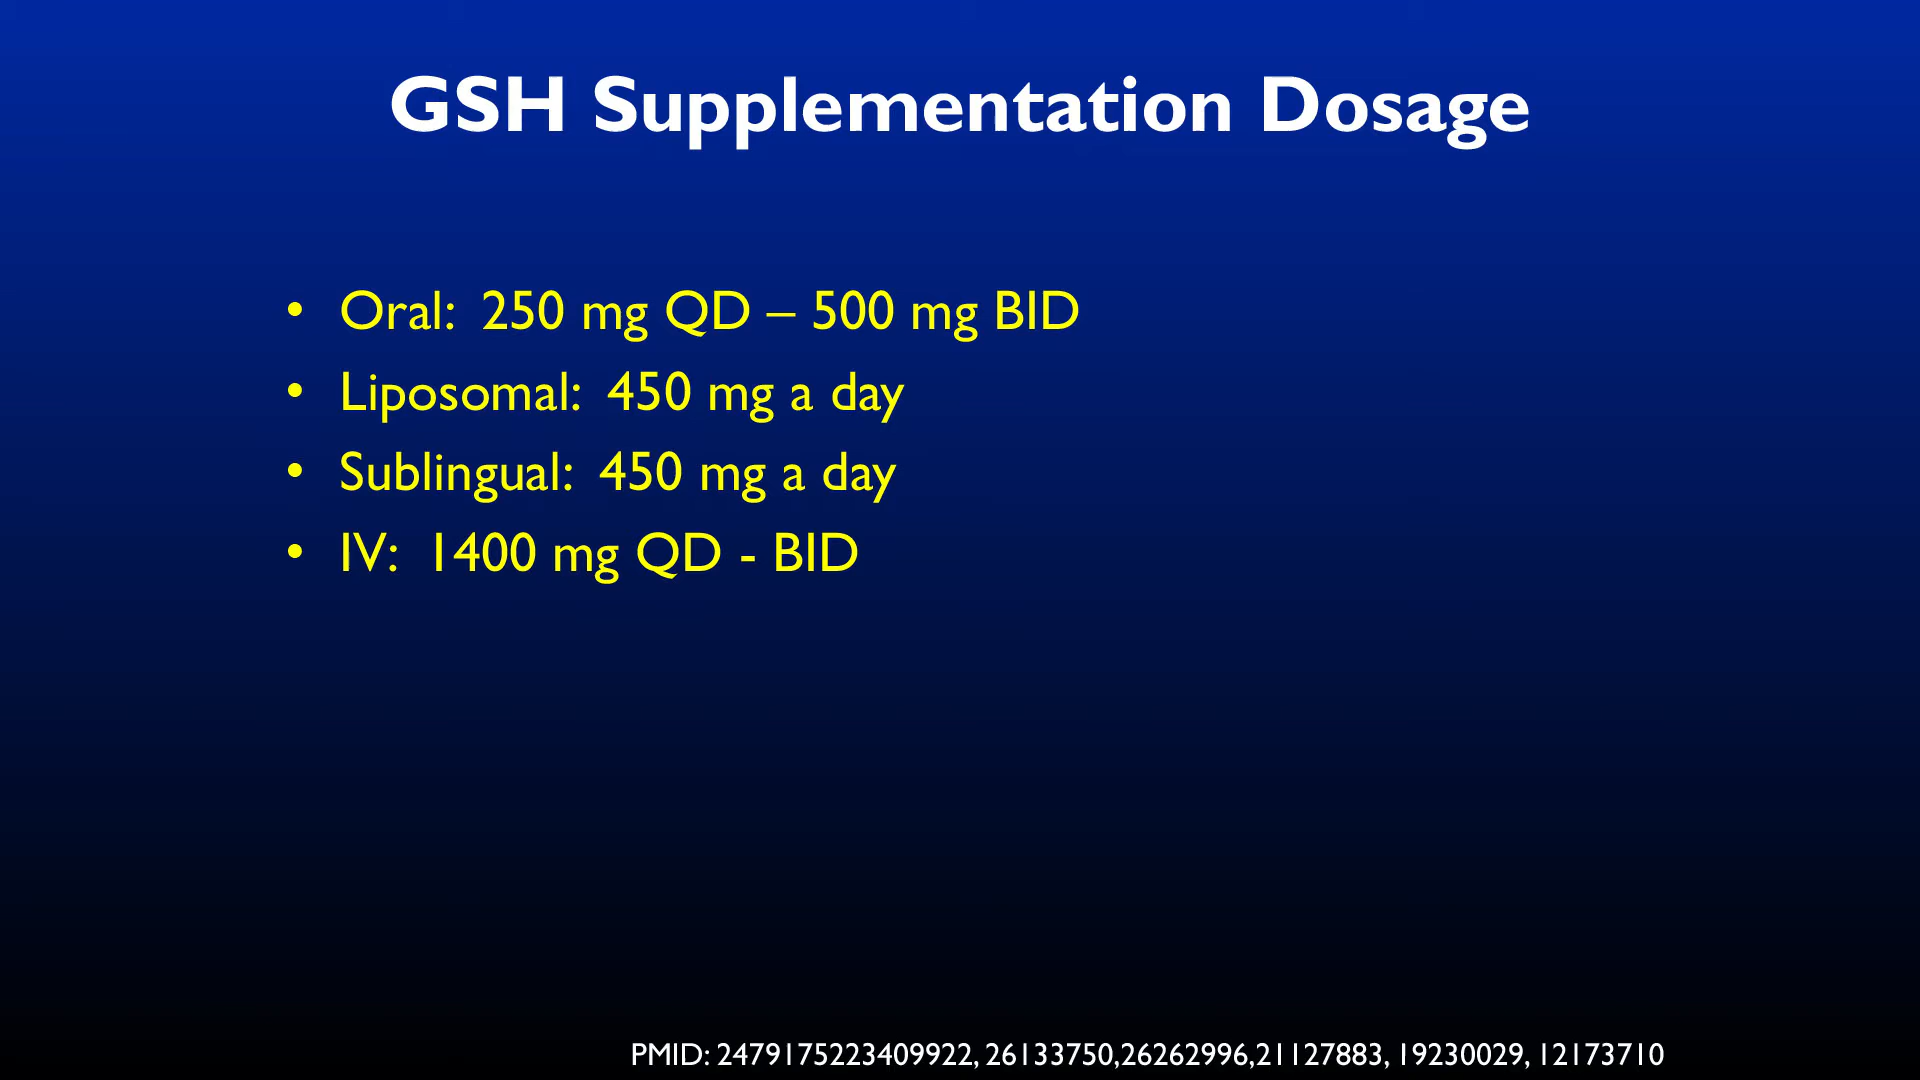 GSH Supplementation Dosage
• Oral: 250 mg QD – 500 mg BID
• Liposomal: 450 mg a day
• Sublingual: 450 mg a day
• IV: 1400 mg QD - BID
PMID: 2479175223409922, 26133750,26262996,21127883, 19230029, 12173710